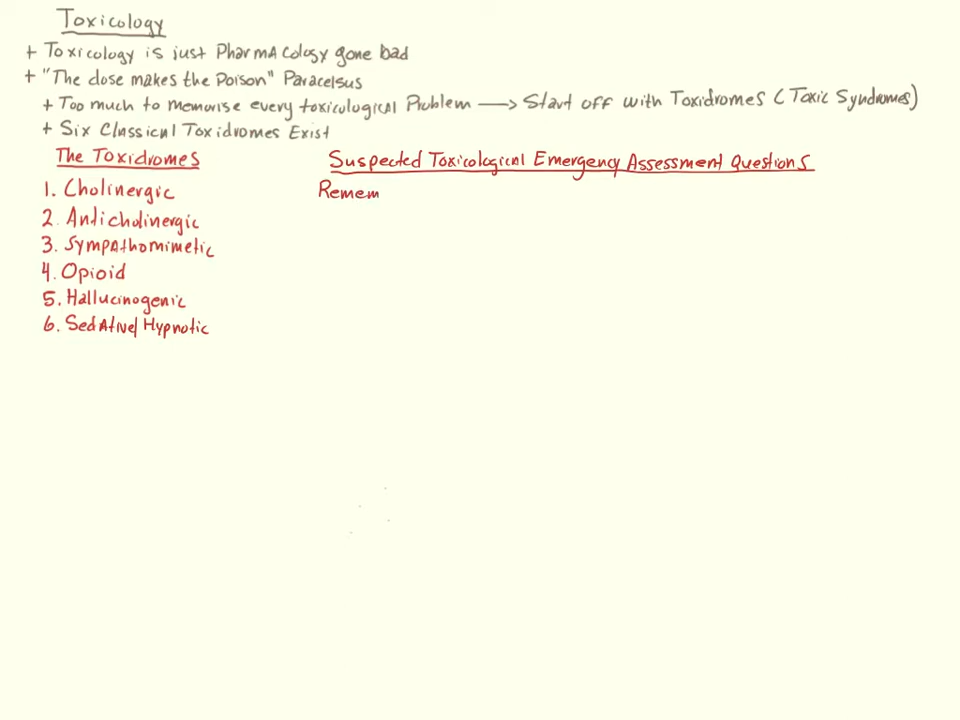 Toxicology
+ Toxicology is just Pharmacology gone bad
+ "The dose makes the Poison" Paracelsus
+ Too much to memorise every toxicological Problem → Start off with Toxidromes (Toxic Syndromes)
+ Six Classical Toxidromes Exist
The Toxidromes
1. Cholinergic
2. Anticholinergic
3. Sympathomimetic
4. Opioid
5. Hallucinogenic
6. Sedative/Hypnotic
Suspected Toxicological Emergency Assessment Questions
Remem